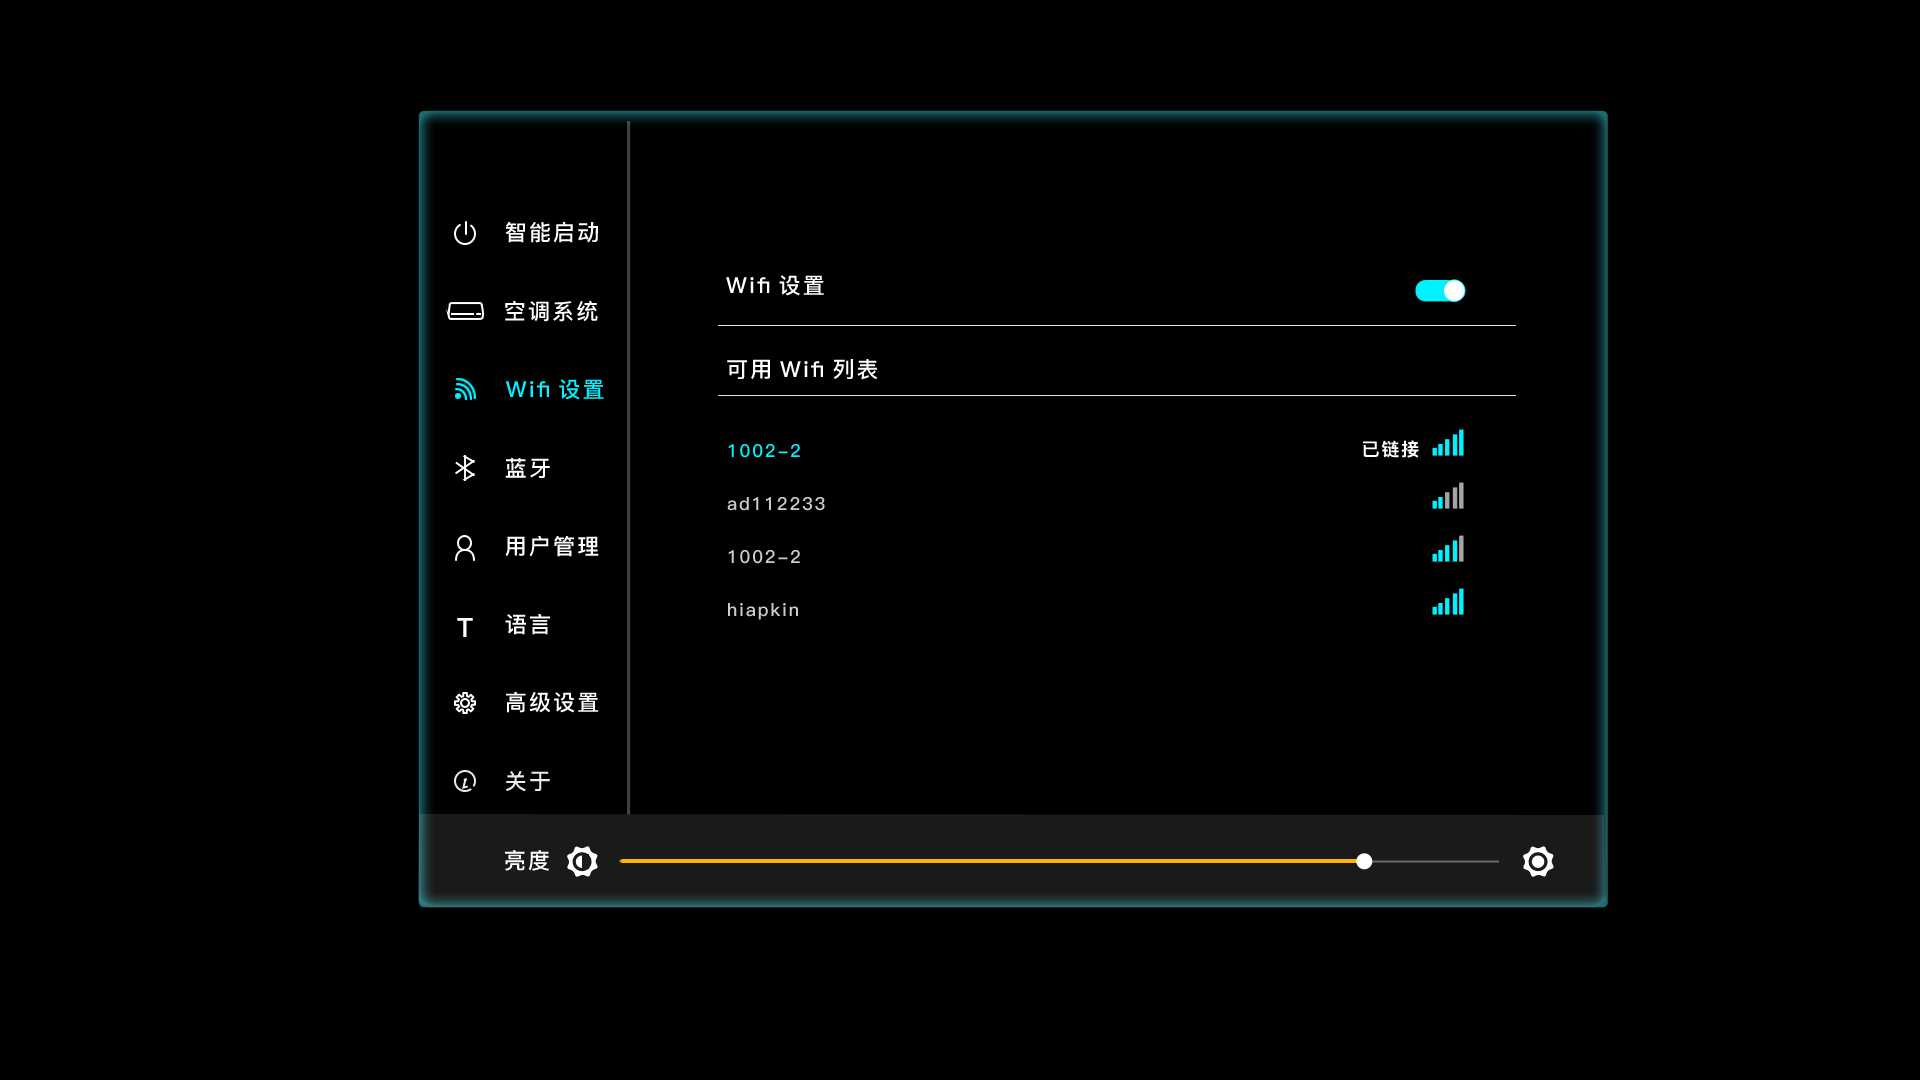 智能启动
空调系统
Wifi 设置
蓝牙
用户管理
T 语言
高级设置
关于
Wifi 设置
可用 Wifi 列表
1002-2 已链接
ad112233
1002-2
hiapkin
亮度